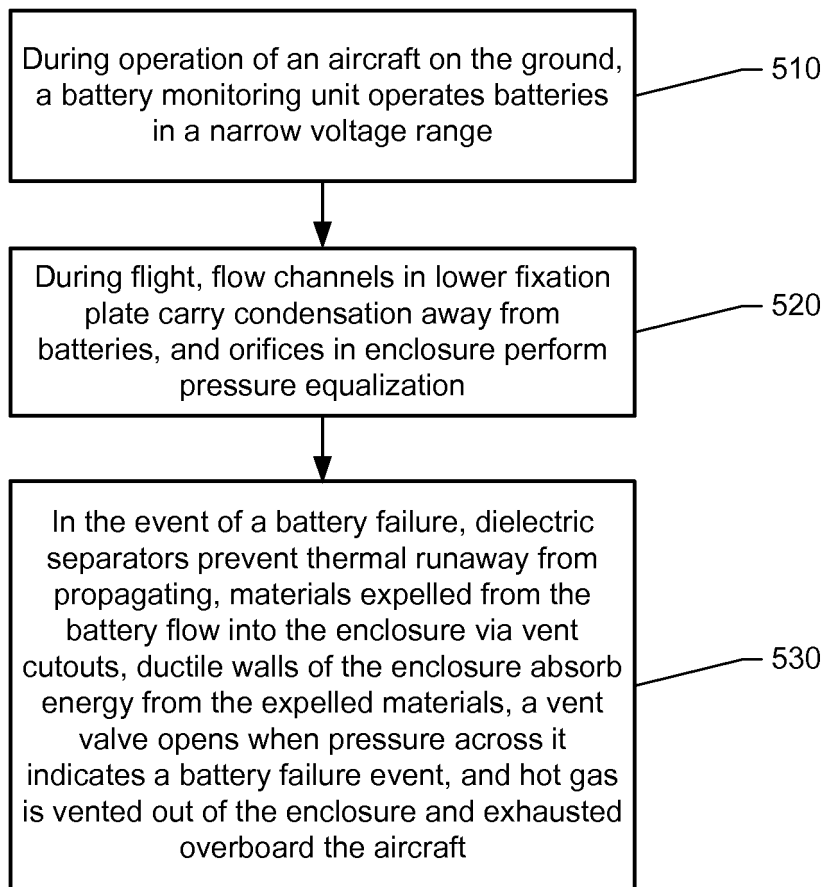 During operation of an aircraft on the ground,
a battery monitoring unit operates batteries
in a narrow voltage range
510
During flight, flow channels in lower fixation
plate carry condensation away from
batteries, and orifices in enclosure perform
pressure equalization
520
In the event of a battery failure, dielectric
separators prevent thermal runaway from
propagating, materials expelled from the
battery flow into the enclosure via vent
cutouts, ductile walls of the enclosure absorb
energy from the expelled materials, a vent
valve opens when pressure across it
indicates a battery failure event, and hot gas
is vented out of the enclosure and exhausted
overboard the aircraft
530